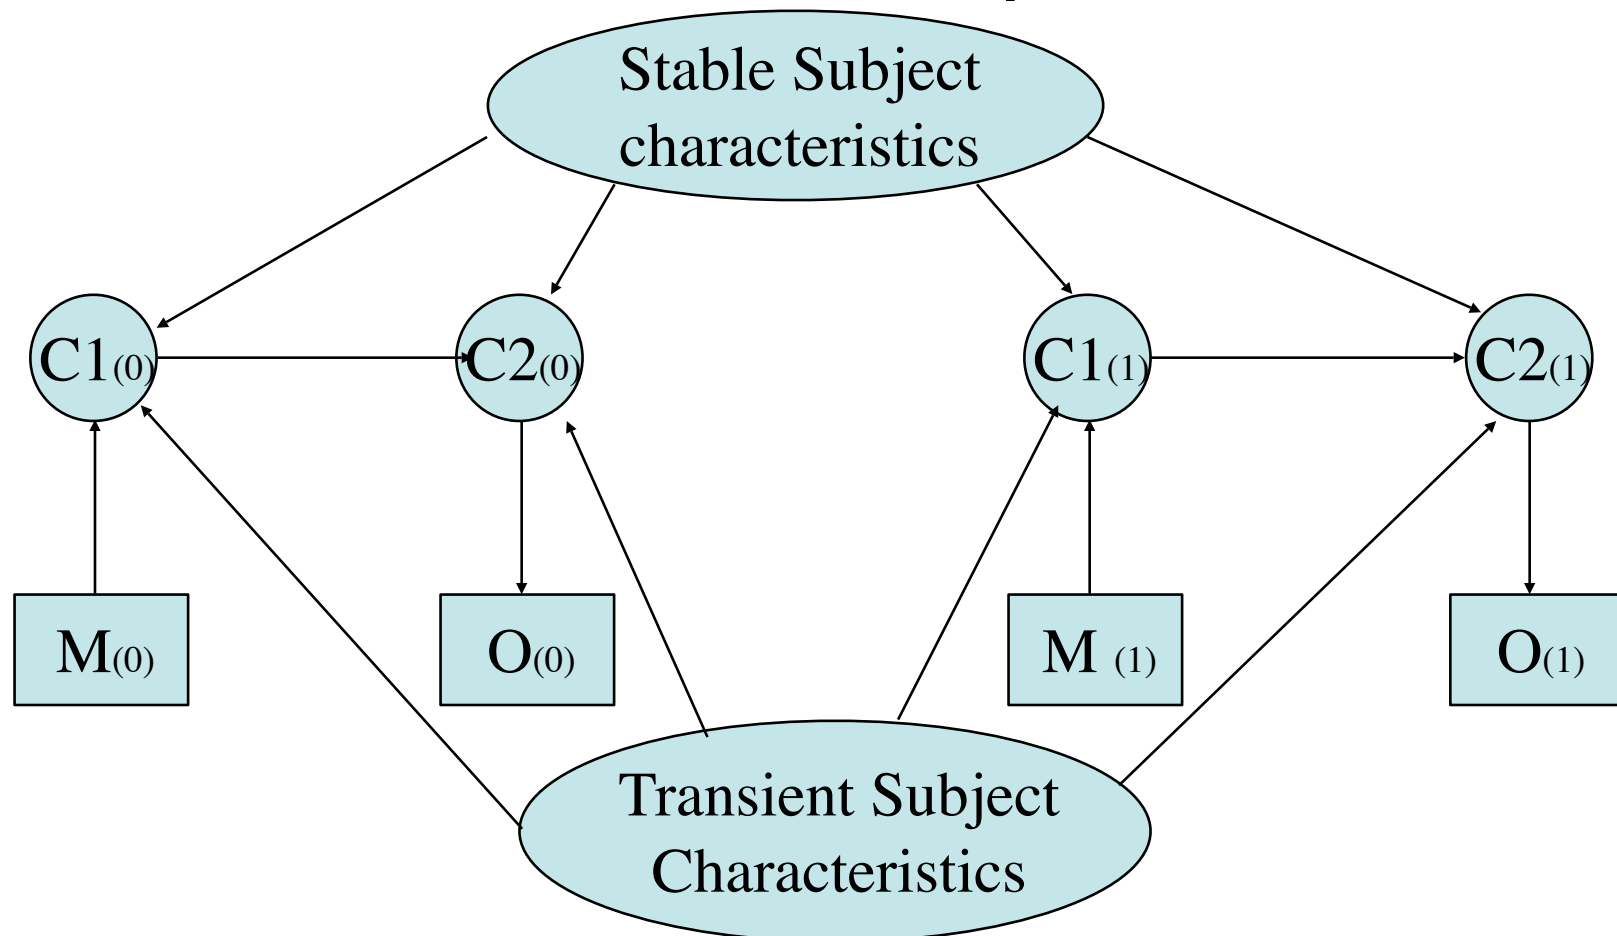 Stable Subject
characteristics
C1(0)
C2(0)
C1(1)
C2(1)
M(0)
O(0)
M (1)
O(1)
Transient Subject
Characteristics